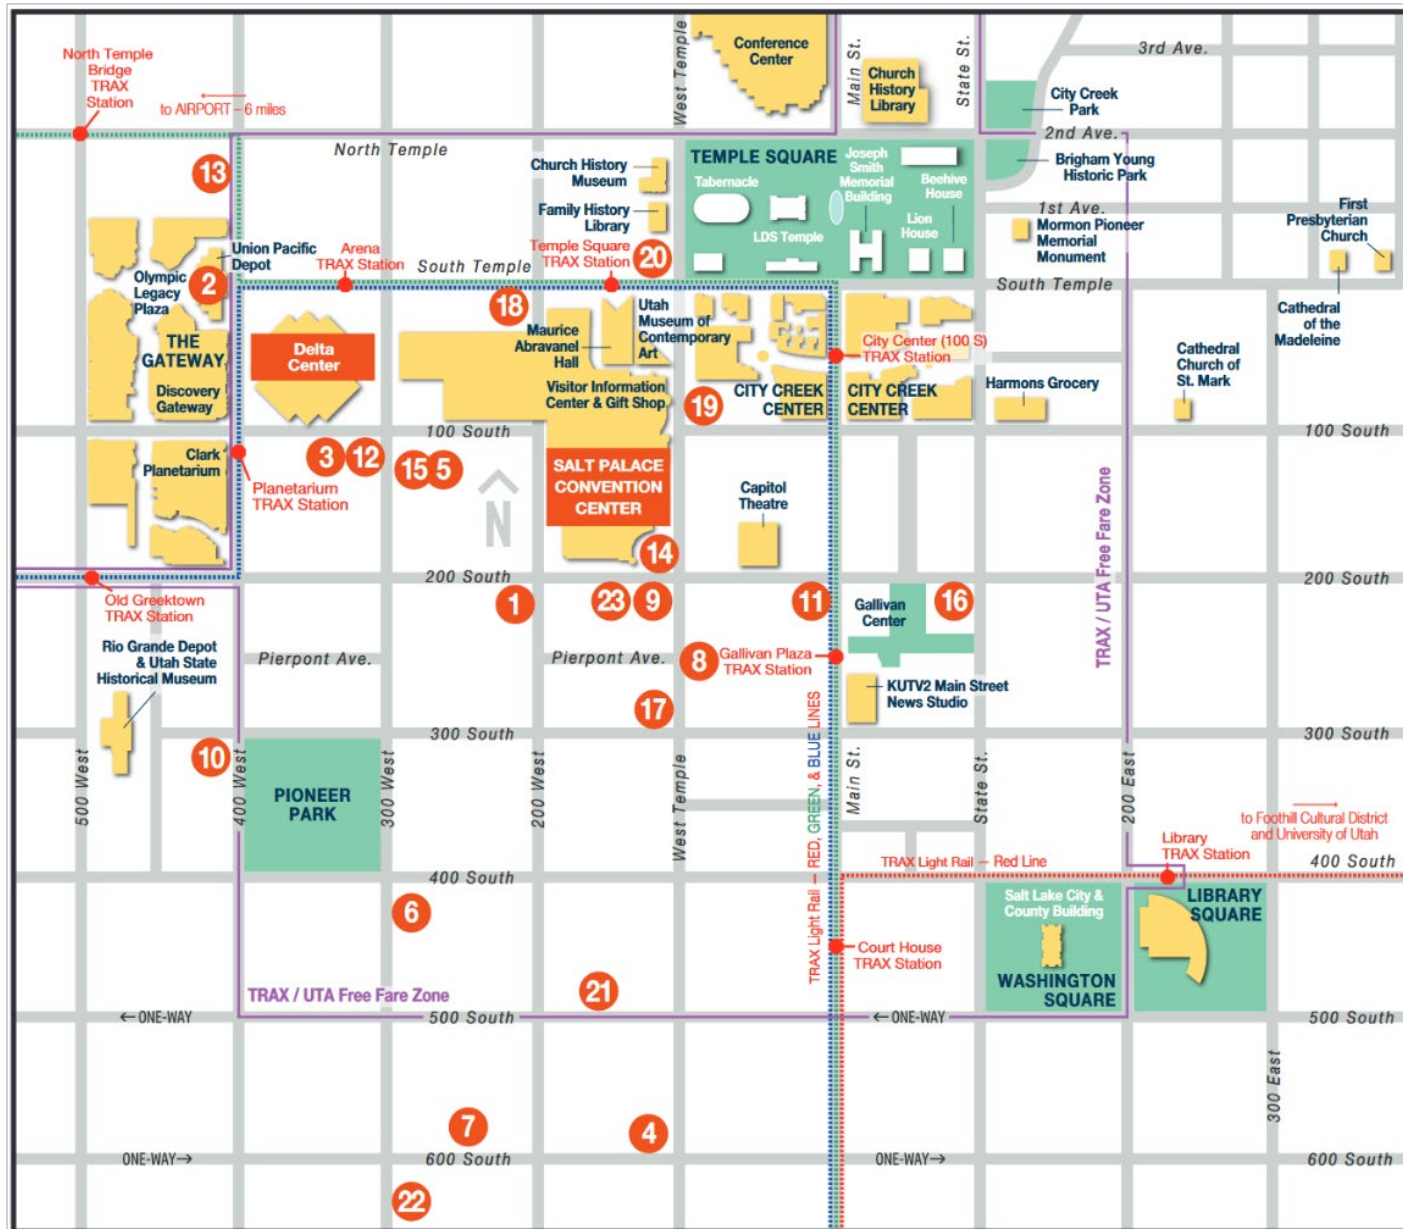 North Temple
Bridge
TRAX
Station
to AIRPORT – 6 miles
West Temple
Conference
Center
Main St.
Church
History
Library
State St.
3rd Ave.
City Creek
Park
2nd Ave.
North Temple
13
Church History
Museum
Family History
Library
TEMPLE SQUARE
Tabernacle
LDS Temple
Joseph
Smith
Memorial
Building
Beehive
House
Lion
House
Brigham Young
Historic Park
1st Ave.
Mormon Pioneer
Memorial
Monument
First
Presbyterian
Church
Union Pacific
Depot
Olympic
Legacy
Plaza
2
Arena
TRAX Station
South Temple
Temple Square
TRAX Station
20
South Temple
Cathedral
of the
Madeleine
18
THE
GATEWAY
Discovery
Gateway
Delta
Center
Maurice
Abravanel
Hall
Utah
Museum of
Contemporary
Art
Visitor Information
Center & Gift Shop
City Center (100 S)
TRAX Station
19
CITY CREEK
CENTER
CITY CREEK
CENTER
Harmons Grocery
Cathedral
Church of
St. Mark
100 South
100 South
Clark
Planetarium
3
12
15
5
Planetarium
TRAX Station
N
SALT PALACE
CONVENTION
CENTER
Capitol
Theatre
14
TRAX / UTA Free Fare Zone
200 South
200 South
Old Greektown
TRAX Station
1
23
9
11
Gallivan
Center
16
Rio Grande Depot
& Utah State
Historical Museum
Pierpont Ave.
Pierpont Ave.
8
Gallivan Plaza
TRAX Station
KUTV2 Main Street
News Studio
17
300 South
300 South
10
500 West
400 West
PIONEER
PARK
300 West
200 West
West Temple
TRAX Light Rail – RED, GREEN, & BLUE LINES
Main St.
State St.
200 East
to Foothill Cultural District
and University of Utah
Library
TRAX Station
TRAX Light Rail – Red Line
400 South
400 South
6
Salt Lake City &
County Building
LIBRARY
SQUARE
Court House
TRAX Station
WASHINGTON
SQUARE
TRAX / UTA Free Fare Zone
21
←ONE-WAY
500 South
←ONE-WAY
500 South
300 East
7
4
ONE-WAY→
600 South
ONE-WAY→
600 South
22